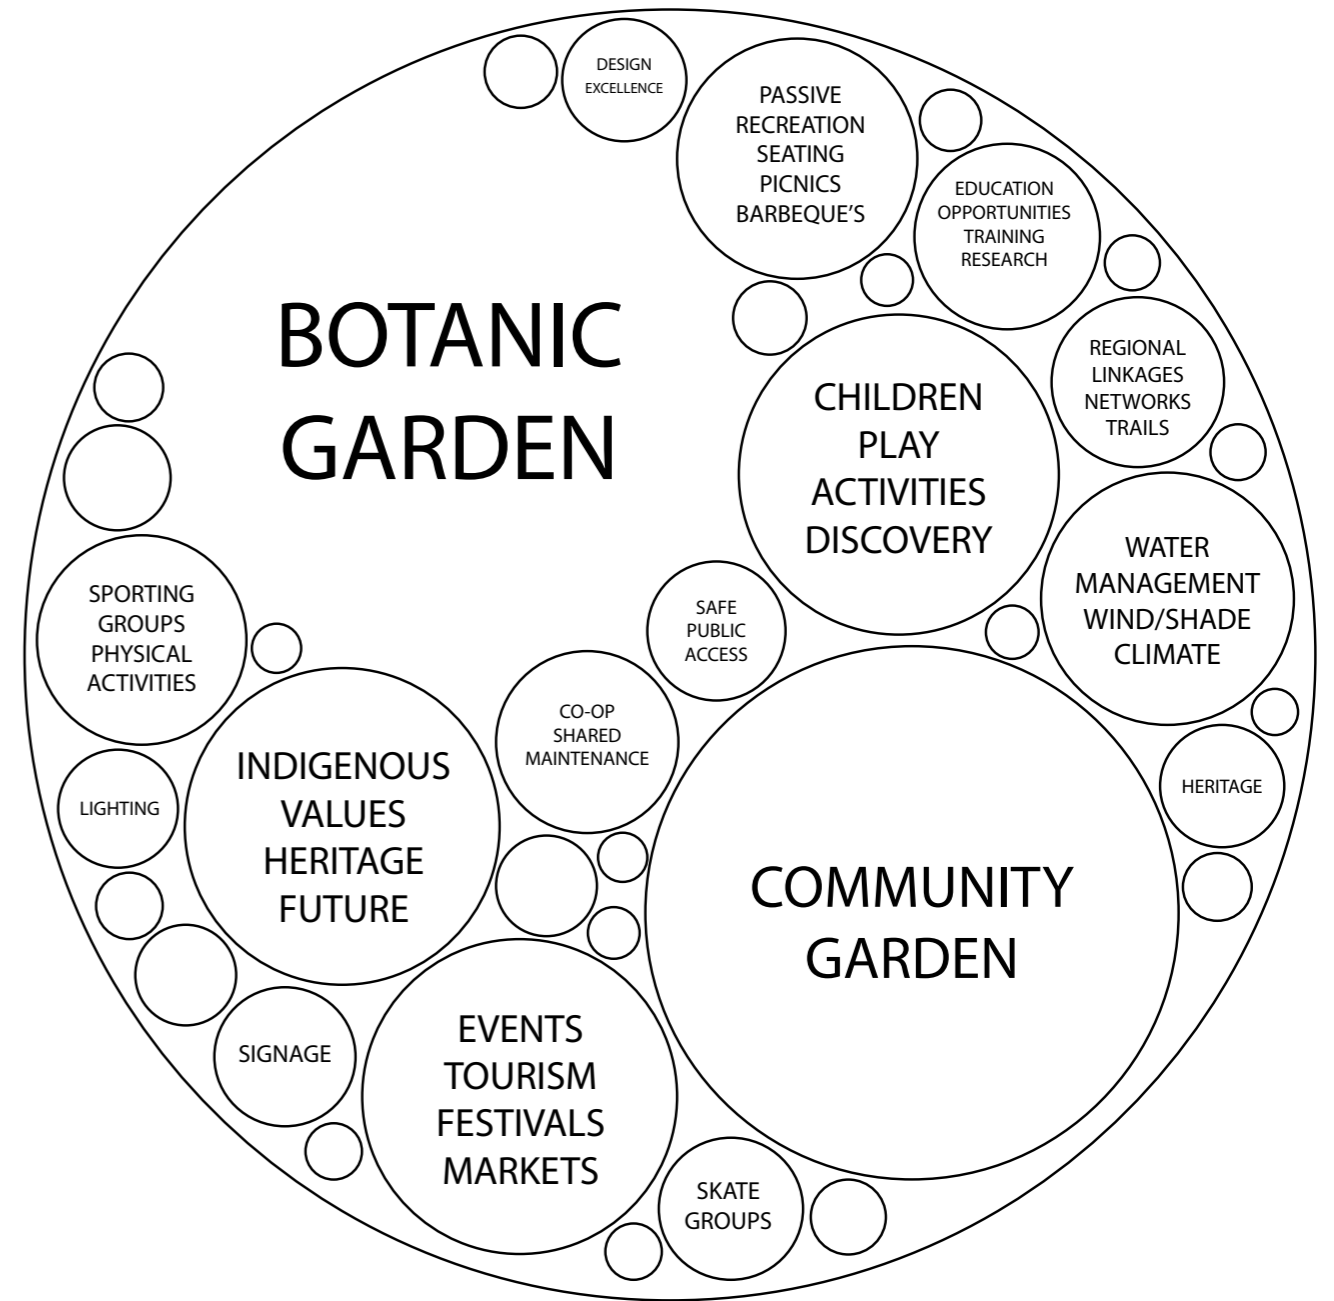 DESIGN
EXCELLENCE
PASSIVE
RECREATION
SEATING
PICNICS
BARBEQUE'S
EDUCATION
OPPORTUNITIES
TRAINING
RESEARCH
BOTANIC
GARDEN
REGIONAL
LINKAGES
NETWORKS
TRAILS
CHILDREN
PLAY
ACTIVITIES
DISCOVERY
WATER
MANAGEMENT
WIND/SHADE
CLIMATE
SPORTING
GROUPS
PHYSICAL
ACTIVITIES
SAFE
PUBLIC
ACCESS
CO-OP
SHARED
MAINTENANCE
INDIGENOUS
VALUES
HERITAGE
FUTURE
LIGHTING
HERITAGE
COMMUNITY
GARDEN
EVENTS
TOURISM
FESTIVALS
MARKETS
SIGNAGE
SKATE
GROUPS